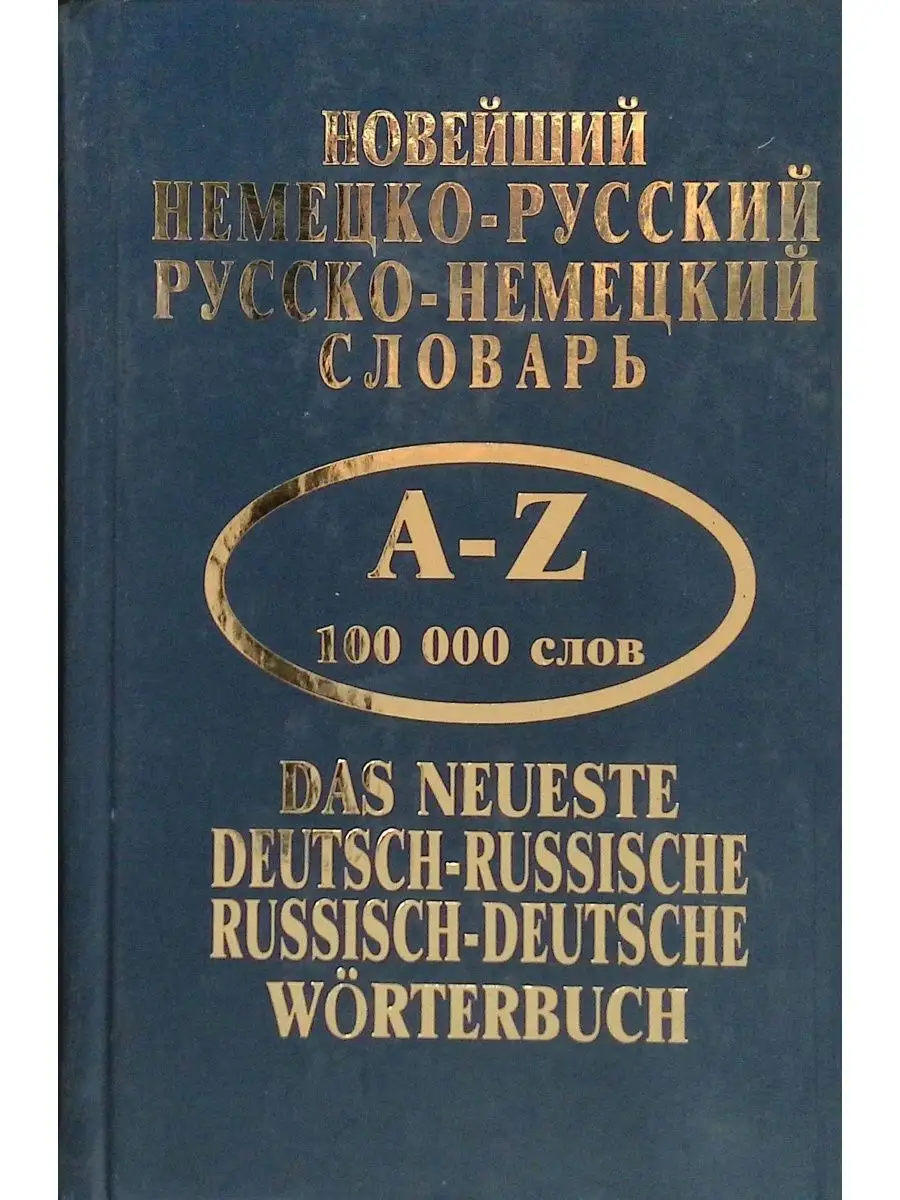 НОВЕЙШИЙ
НЕМЕЦКО-РУССКИЙ
РУССКО-НЕМЕЦКИЙ
СЛОВАРЬ
A-Z
100 000 слов
DAS NEUESTE
DEUTSCH-RUSSISCHE
RUSSISCH-DEUTSCHE
WÖRTERBUCH